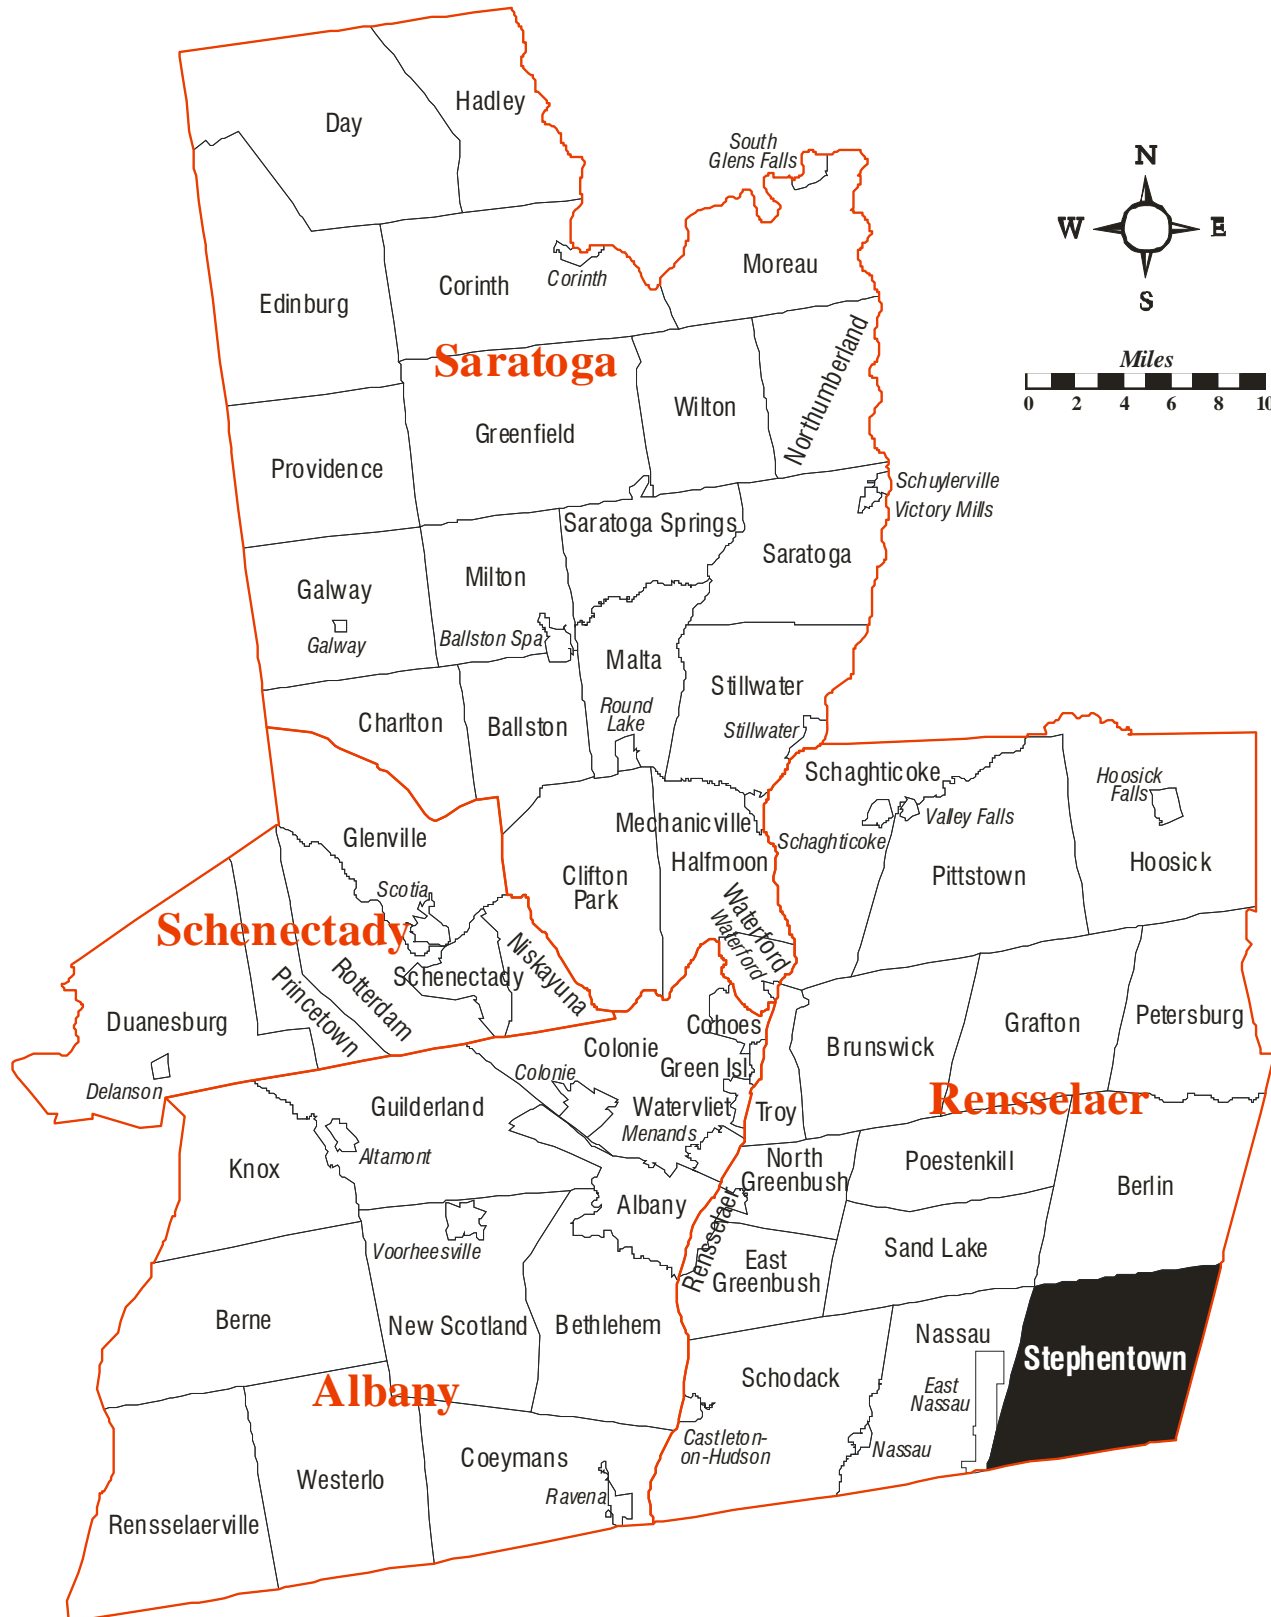 Hadley
Day
South
Glens Falls
N
W
E
S
Moreau
Corinth
Corinth
Edinburg
Saratoga
Miles
0 2 4 6 8 10
Northumberland
Wilton
Greenfield
Providence
Schuylerville
Victory Mills
Saratoga Springs
Saratoga
Milton
Galway
Galway
Ballston Spa
Malta
Stillwater
Round
Lake
Charlton
Ballston
Stillwater
Schaghticoke
Hoosick
Falls
Valley Falls
Mechanicville
Glenville
Schaghticoke
Halfmoon
Hoosick
Clifton
Park
Pittstown
Scotia
Waterford
Waterford
Schenectady
Niskayuna
Schenectady
Rotterdam
Princetown
Duanesburg
Cohoes
Grafton
Petersburg
Colonie
Brunswick
Green Isl.
Colonie
Delanson
Rensselaer
Guilderland
Watervliet
Troy
Menands
Altamont
Knox
North
Greenbush
Poestenkill
Berlin
Albany
Rensselaer
Voorheesville
Sand Lake
East
Greenbush
Berne
New Scotland
Bethlehem
Nassau
Stephentown
Schodack
Albany
East
Nassau
Castleton-
on-Hudson
Nassau
Coeymans
Westerlo
Ravena
Rensselaerville